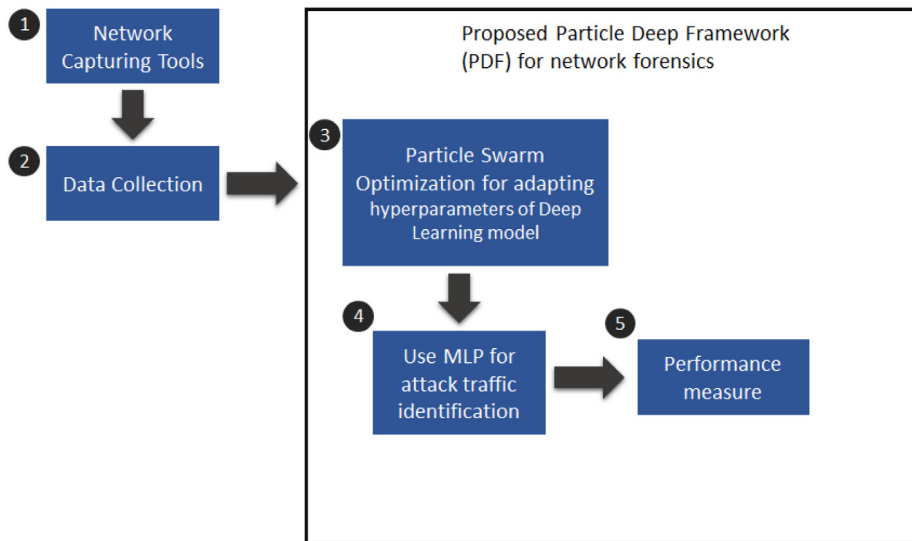 1
Network
Capturing Tools
2
Data Collection
Proposed Particle Deep Framework
(PDF) for network forensics
3
Particle Swarm
Optimization for adapting
hyperparameters of Deep
Learning model
4
Use MLP for
attack traffic
identification
5
Performance
measure